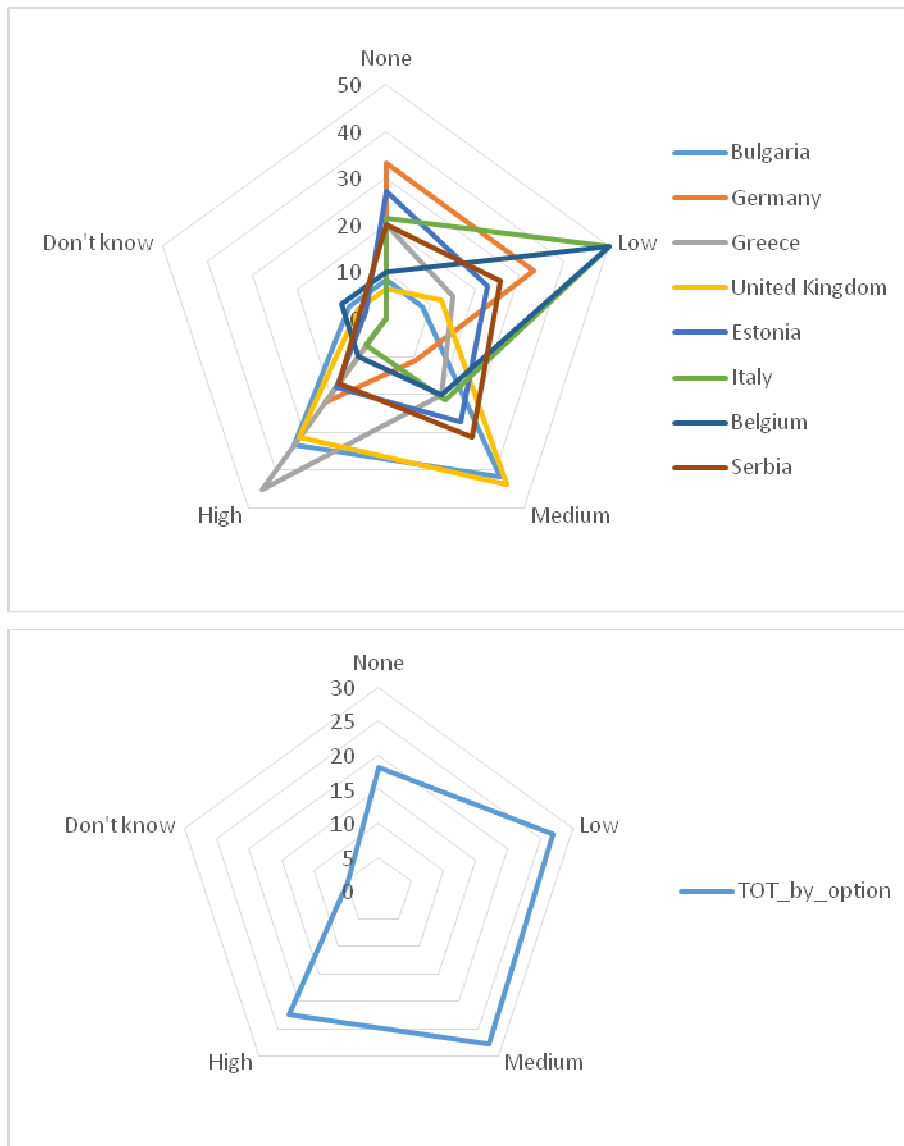 None
50
40
30
20
10
0
Don't know
Low
High
Medium
Bulgaria
Germany
Greece
United Kingdom
Estonia
Italy
Belgium
Serbia
None
30
25
20
15
10
5
0
Don't know
Low
High
Medium
TOT_by_option